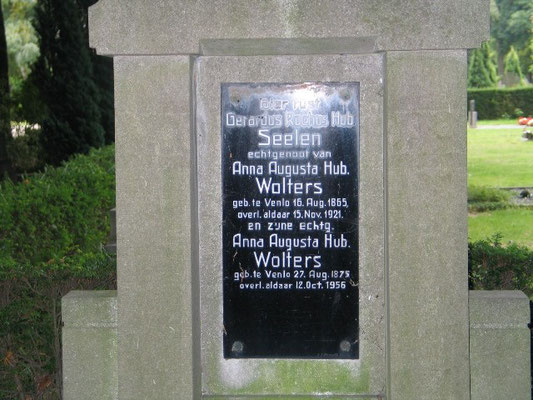 Hier rust
Gerardus Rochus Hub
Seelen
echtgenoot van
Anna Augusta Hub.
Wolters
geb. te Venlo 16. Aug. 1865,
overl. aldaar 15. Nov. 1921.
en zijne echtg.
Anna Augusta Hub.
Wolters
geb. te Venlo 27. Aug. 1875
overl. aldaar 12. Oct. 1956